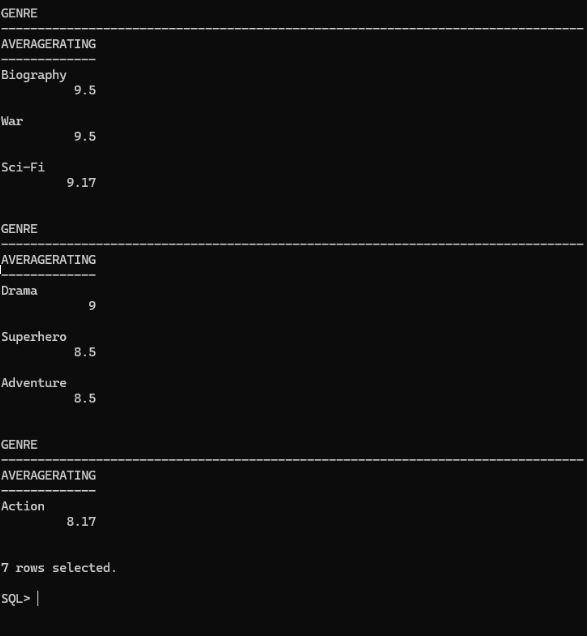 GENRE
--------------------------------------------------------------------------------
AVERAGERATING
-------------
Biography
9.5
War
9.5
Sci-Fi
9.17
GENRE
--------------------------------------------------------------------------------
AVERAGERATING
-------------
Drama
9
Superhero
8.5
Adventure
8.5
GENRE
--------------------------------------------------------------------------------
AVERAGERATING
-------------
Action
8.17
7 rows selected.
SQL>